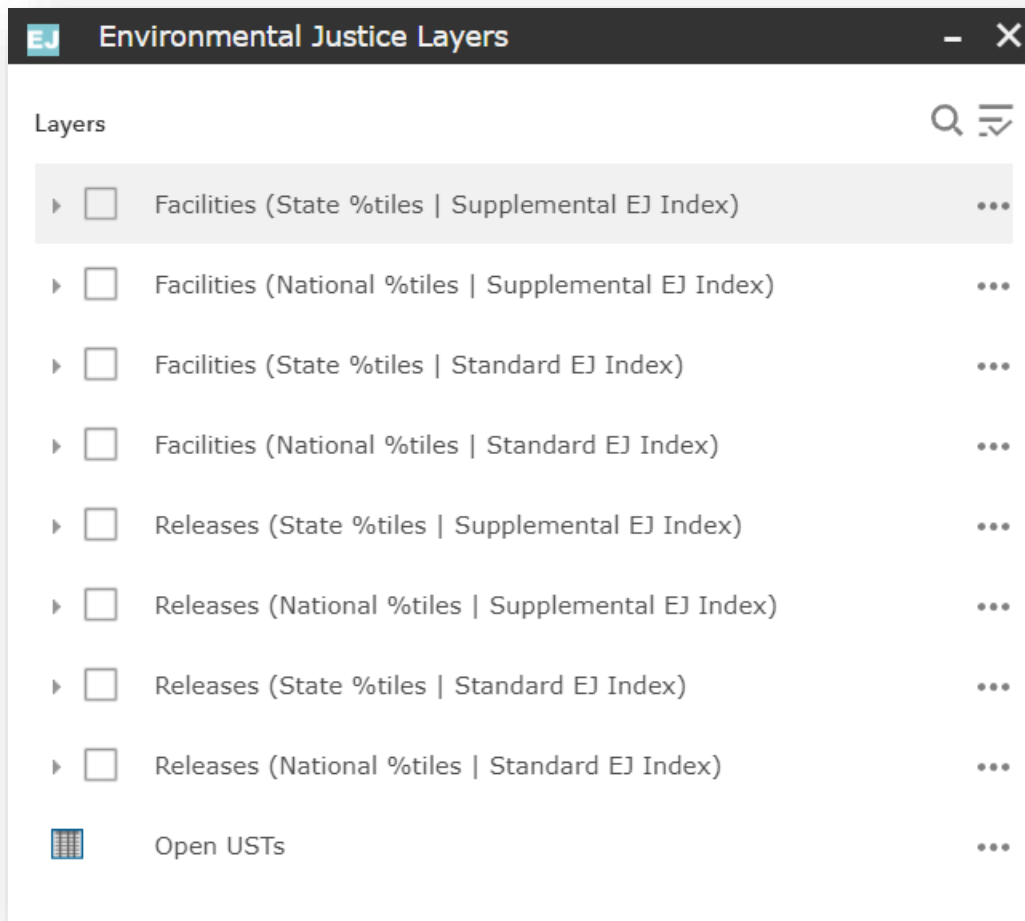 EJ Environmental Justice Layers
Layers
Facilities (State %tiles | Supplemental EJ Index)
Facilities (National %tiles | Supplemental EJ Index)
Facilities (State %tiles | Standard EJ Index)
Facilities (National %tiles | Standard EJ Index)
Releases (State %tiles | Supplemental EJ Index)
Releases (National %tiles | Supplemental EJ Index)
Releases (State %tiles | Standard EJ Index)
Releases (National %tiles | Standard EJ Index)
Open USTs